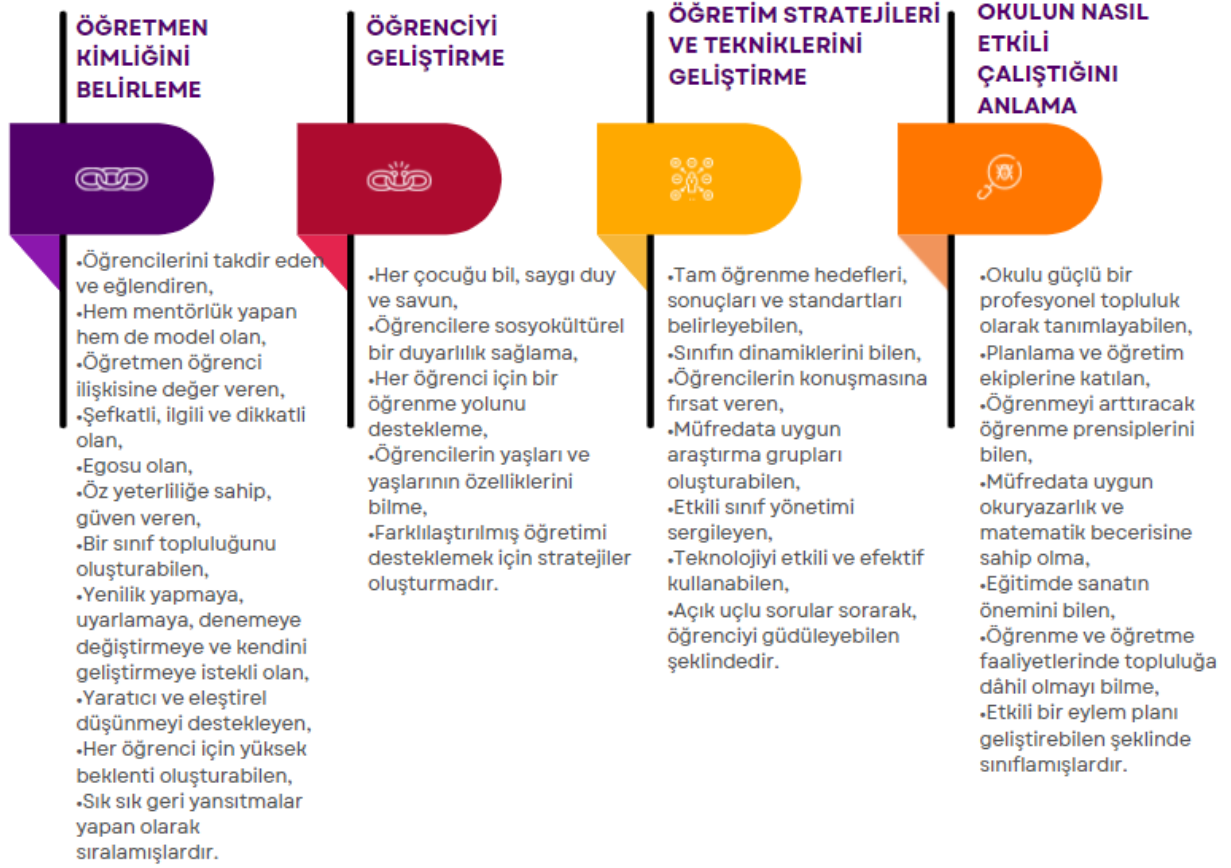 ÖĞRETMEN
KİMLİĞİNİ
BELİRLEME
•Öğrencilerini takdir eden
ve eğlendiren,
•Hem mentörlük yapan
hem de model olan,
•Öğretmen öğrenci
ilişkisine değer veren,
•Şefkatli, ilgili ve dikkatli
olan,
•Egosu olan,
•Öz yeterliliğe sahip,
güven veren,
•Bir sınıf topluluğunu
oluşturabilen,
•Yenilik yapmaya,
uyarlamaya, denemeye
değiştirmeye ve kendini
geliştirmeye istekli olan,
•Yaratıcı ve eleştirel
düşünmeyi destekleyen,
•Her öğrenci için yüksek
beklenti oluşturabilen,
•Sık sık geri yansıtmalar
yapan olarak
sıralamışlardır.
ÖĞRENCİYİ
GELİŞTİRME
•Her çocuğu bil, saygı duy
ve savun,
•Öğrencilere sosyokültürel
bir duyarlılık sağlama,
•Her öğrenci için bir
öğrenme yolunu
destekleme,
•Öğrencilerin yaşları ve
yaşlarının özelliklerini
bilme,
•Farklılaştırılmış öğretimi
desteklemek için stratejiler
oluşturmadır.
ÖĞRETİM STRATEJİLERİ
VE TEKNİKLERİNİ
GELİŞTİRME
•Tam öğrenme hedefleri,
sonuçları ve standartları
belirleyebilen,
•Sınıfın dinamiklerini bilen,
•Öğrencilerin konuşmasına
fırsat veren,
•Müfredata uygun
araştırma grupları
oluşturabilen,
•Etkili sınıf yönetimi
sergileyen,
•Teknolojiyi etkili ve efektif
kullanabilen,
•Açık uçlu sorular sorarak,
öğrenciyi güdüleyebilen
şeklindedir.
OKULUN NASIL
ETKİLİ
ÇALIŞTIĞINI
ANLAMA
•Okulu güçlü bir
profesyonel topluluk
olarak tanımlayabilen,
•Planlama ve öğretim
ekiplerine katılan,
•Öğrenmeyi arttıracak
öğrenme prensiplerini
bilen,
•Müfredata uygun
okuryazarlık ve
matematik becerisine
sahip olma,
•Eğitimde sanatın
önemini bilen,
•Öğrenme ve öğretme
faaliyetlerinde topluluğa
dâhil olmayı bilme,
•Etkili bir eylem planı
geliştirebilen şeklinde
sınıflamışlardır.